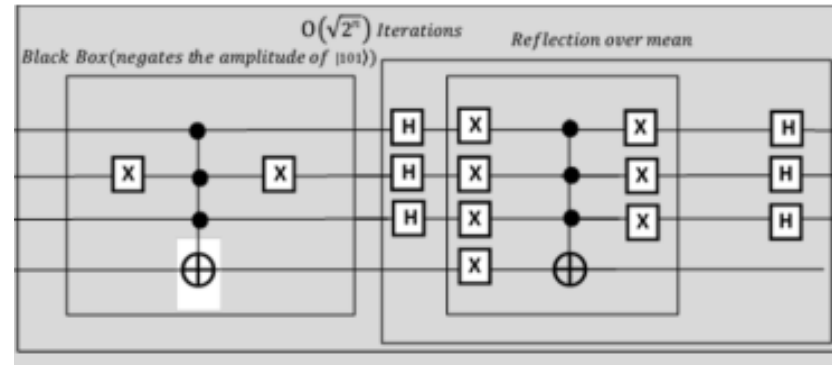 O(√2ⁿ) Iterations
Reflection over mean
Black Box(negates the amplitude of |101⟩)
H X X H
X X H X X H
H X X H
X